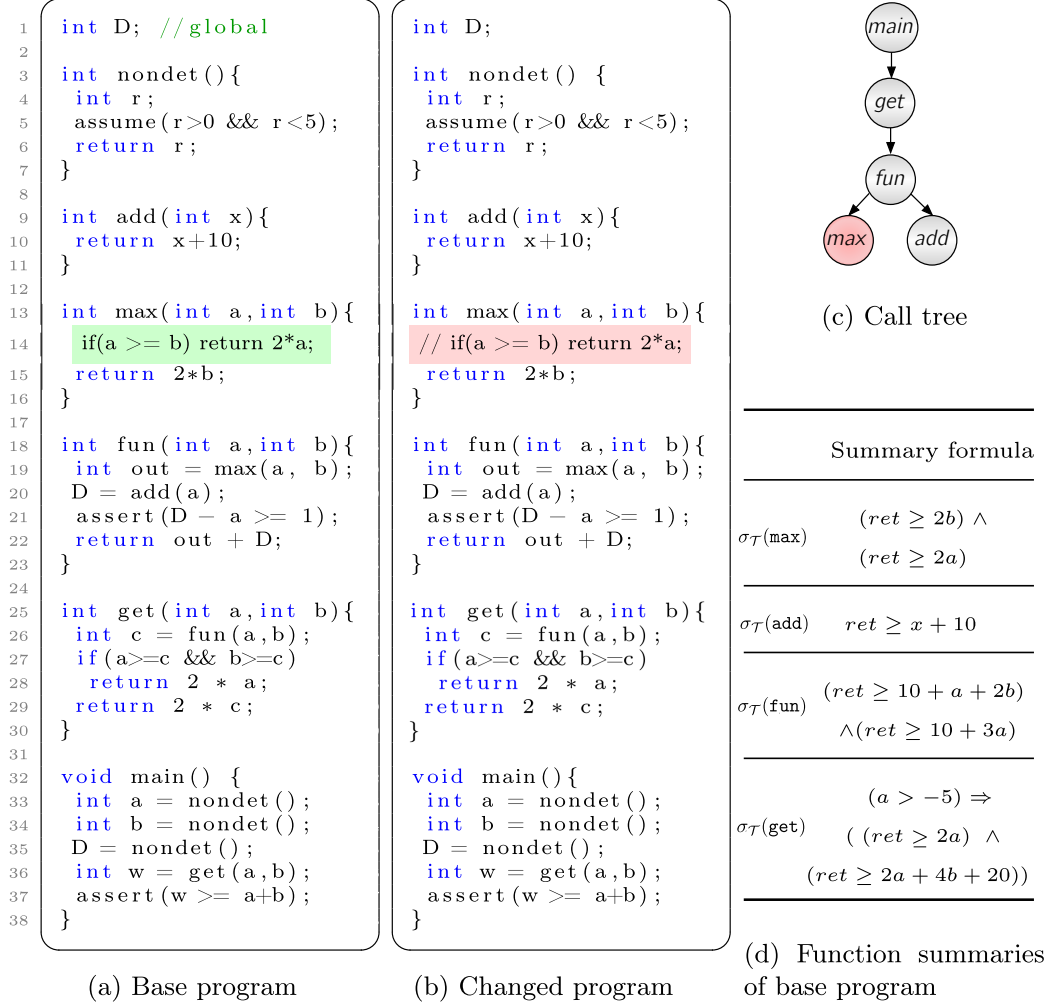 1 int D; //global
2
3 int nondet(){
4 int r;
5 assume(r>0 && r<5);
6 return r;
7 }
8
9 int add(int x){
10 return x+10;
11 }
12
13 int max(int a,int b){
14 if(a >= b) return 2*a;
15 return 2*b;
16 }
17
18 int fun(int a,int b){
19 int out = max(a, b);
20 D = add(a);
21 assert(D − a >= 1);
22 return out + D;
23 }
24
25 int get(int a,int b){
26 int c = fun(a,b);
27 if(a>=c && b>=c)
28 return 2 * a;
29 return 2 * c;
30 }
31
32 void main() {
33 int a = nondet();
34 int b = nondet();
35 D = nondet();
36 int w = get(a,b);
37 assert(w >= a+b);
38 }
(a) Base program
int D;
int nondet() {
int r;
assume(r>0 && r<5);
return r;
}
int add(int x){
return x+10;
}
int max(int a,int b){
// if(a >= b) return 2*a;
return 2*b;
}
int fun(int a,int b){
int out = max(a, b);
D = add(a);
assert(D − a >= 1);
return out + D;
}
int get(int a,int b){
int c = fun(a,b);
if(a>=c && b>=c)
return 2 * a;
return 2 * c;
}
void main(){
int a = nondet();
int b = nondet();
D = nondet();
int w = get(a,b);
assert(w >= a+b);
}
(b) Changed program
main
get
fun
max add
(c) Call tree
Summary formula
(ret ≥ 2b) ∧
σ𝒯(max)
(ret ≥ 2a)
σ𝒯(add) ret ≥ x + 10
(ret ≥ 10 + a + 2b)
σ𝒯(fun)
∧(ret ≥ 10 + 3a)
(a > −5) ⇒
σ𝒯(get) ( (ret ≥ 2a) ∧
(ret ≥ 2a + 4b + 20))
(d) Function summaries
of base program